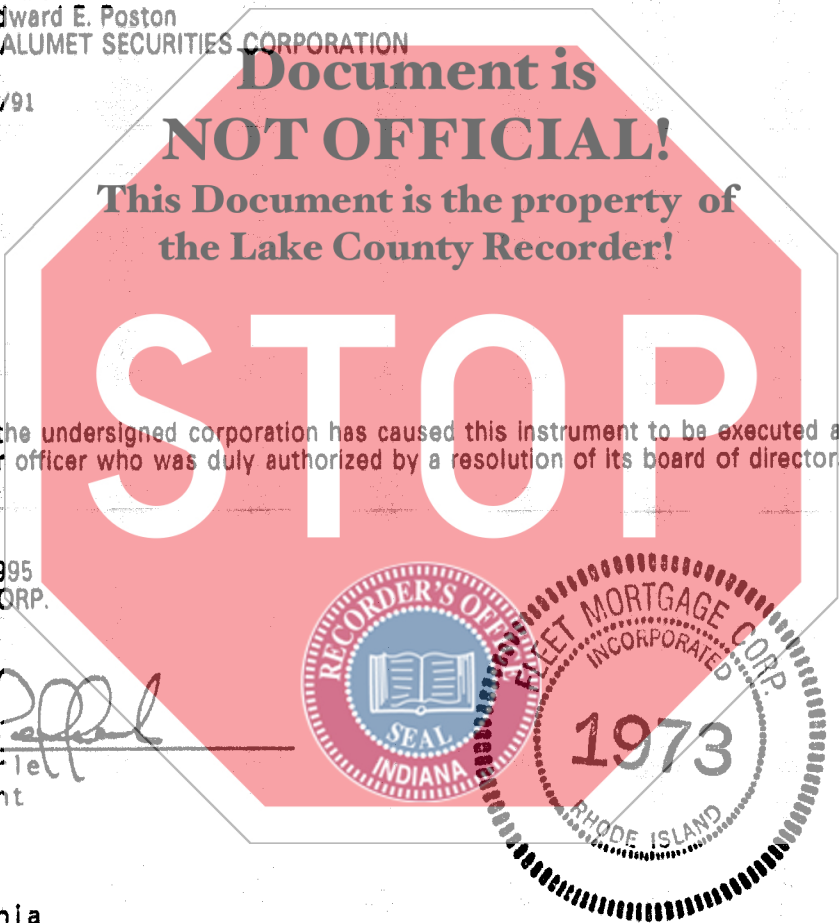 dward E. Poston
ALUMET SECURITIES CORPORATION
Document is
/91
NOT OFFICIAL!
This Document is the property of
the Lake County Recorder!
STOP
the undersigned corporation has caused this instrument to be executed a
r officer who was duly authorized by a resolution of its board of director
995
ORP.
RECORDER'S OFFICE
SEAL
INDIANA
FLEET MORTGAGE CORP.
INCORPORATED
1973
RHODE ISLAND
nt
nia